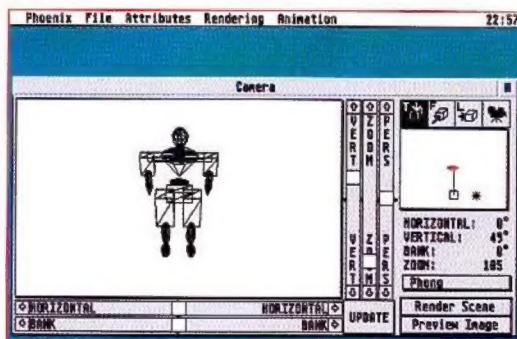 Phoenix File Attributes Rendering Animation 22:57
Camera
VERT ZOOM PERS
HORIZONTAL: 0°
VERTICAL: 45°
BANK: 0°
ZOOM: 105
Phong
VERT ZOOM PERS
HORIZONTAL HORIZONTAL
BANK BANK
UPDATE
Render Scene
Preview Image